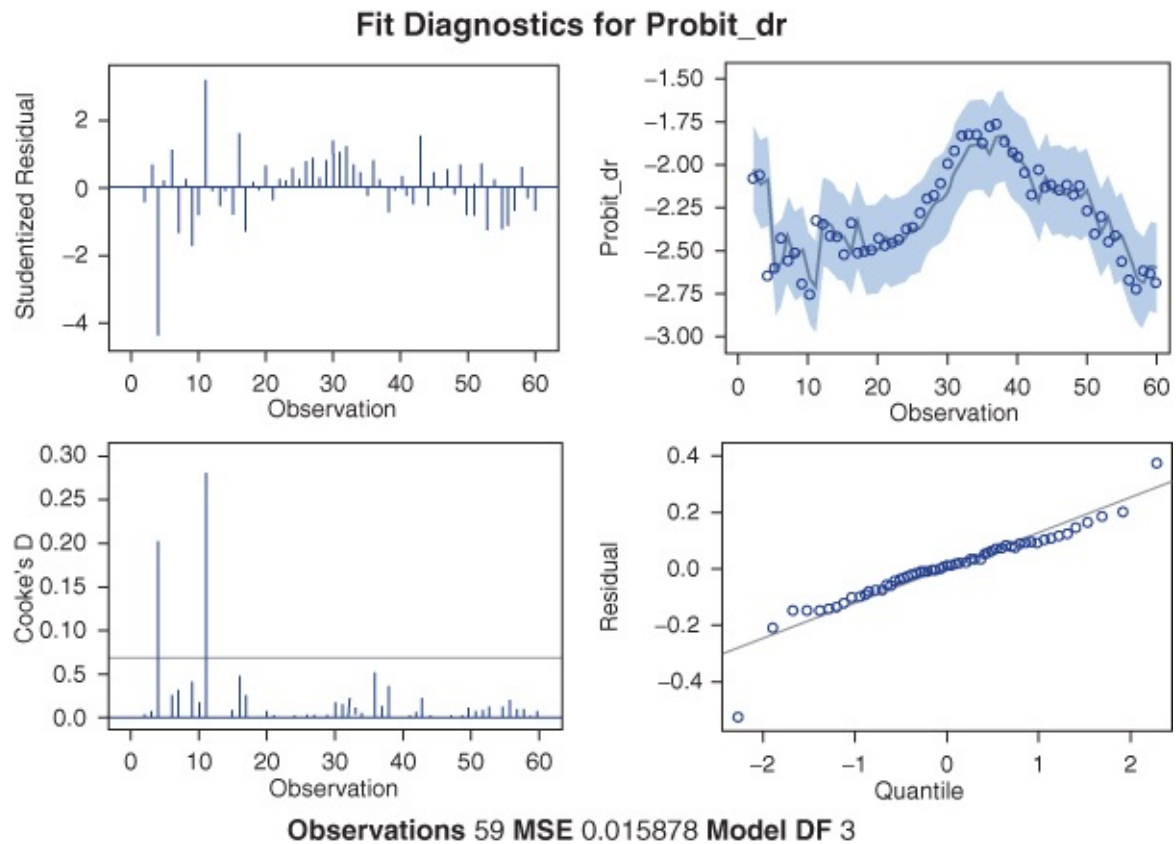 Fit Diagnostics for Probit_dr
Studentized Residual
2
0
−2
−4
0 10 20 30 40 50 60
Observation
Probit_dr
−1.50
−1.75
−2.00
−2.25
−2.50
−2.75
−3.00
0 10 20 30 40 50 60
Observation
Cooke's D
0.30
0.25
0.20
0.15
0.10
0.5
0.0
0 10 20 30 40 50 60
Observation
Residual
0.4
0.2
0.0
−0.2
−0.4
−2 −1 0 1 2
Quantile
Observations 59 MSE 0.015878 Model DF 3